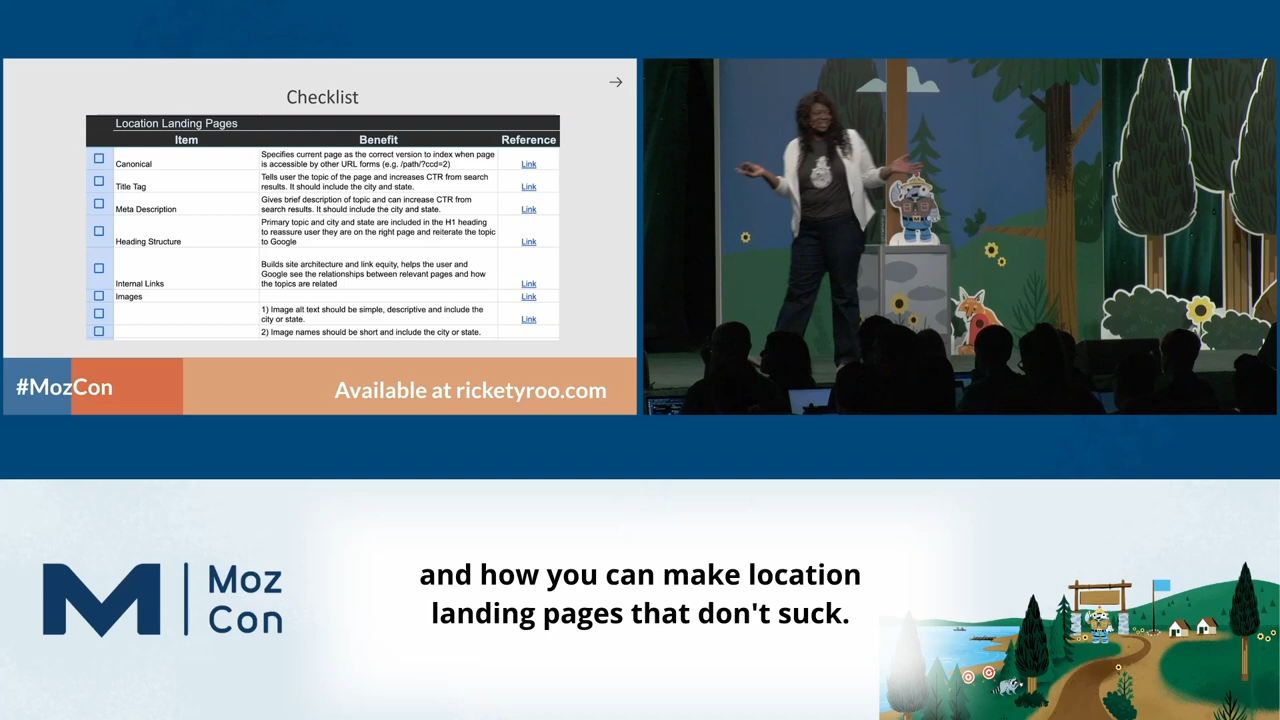 Checklist
Location Landing Pages
Item Benefit Reference
Canonical
Specifies current page as the correct version to index when page
is accessible by other URL forms (e.g. /path/?ccd=2)
Link
Title Tag
Tells user the topic of the page and increases CTR from search
results. It should include the city and state.
Link
Meta Description
Gives brief description of topic and can increase CTR from
search results. It should include the city and state.
Link
Heading Structure
Primary topic and city and state are included in the H1 heading
to reassure user they are on the right page and reiterate the topic
to Google
Link
Internal Links
Builds site architecture and link equity, helps the user and
Google see the relationships between relevant pages and how
the topics are related
Link
Images
Link
1) Image alt text should be simple, descriptive and include the
city or state.
Link
2) Image names should be short and include the city or state.
#MozCon
Available at ricketyroo.com
M
Moz
Con
and how you can make location
landing pages that don't suck.